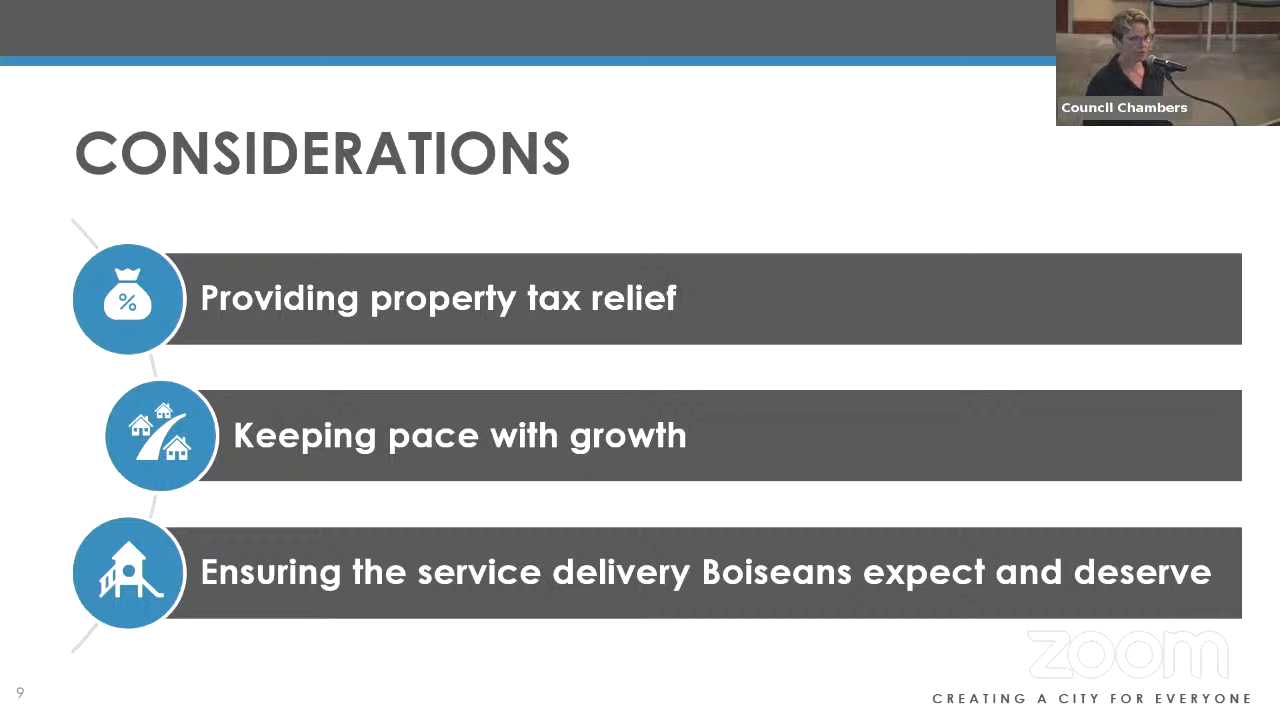 Council Chambers
CONSIDERATIONS
%
Providing property tax relief
Keeping pace with growth
Ensuring the service delivery Boiseans expect and deserve
zoom
9
CREATING A CITY FOR EVERYONE